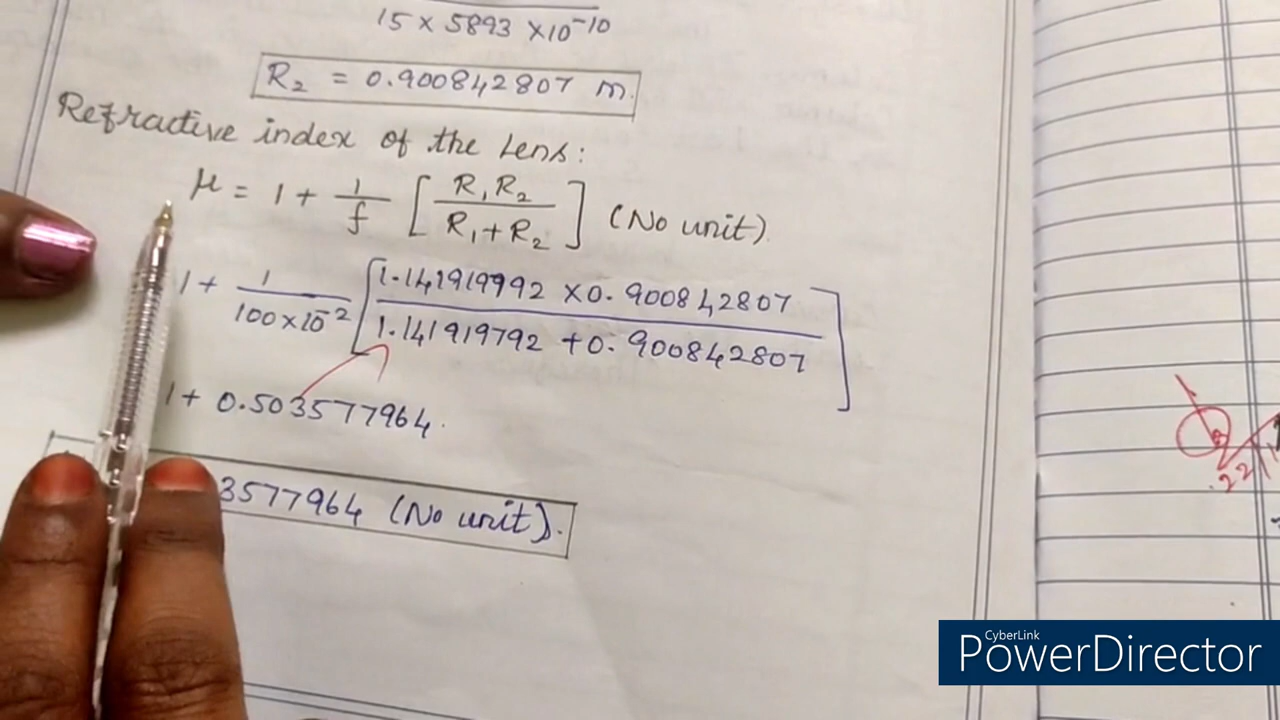 15 × 5893 × 10⁻¹⁰
R₂ = 0.900842807 m.
Refractive index of the Lens:
μ = 1 + 1/f [R₁R₂ / R₁+R₂] (No unit)
1 + 1/100×10⁻² [1.141919992 × 0.900842807 / 1.141919792 + 0.900842807]
1 + 0.503577964.
3577964 (No unit).
CyberLink
PowerDirector